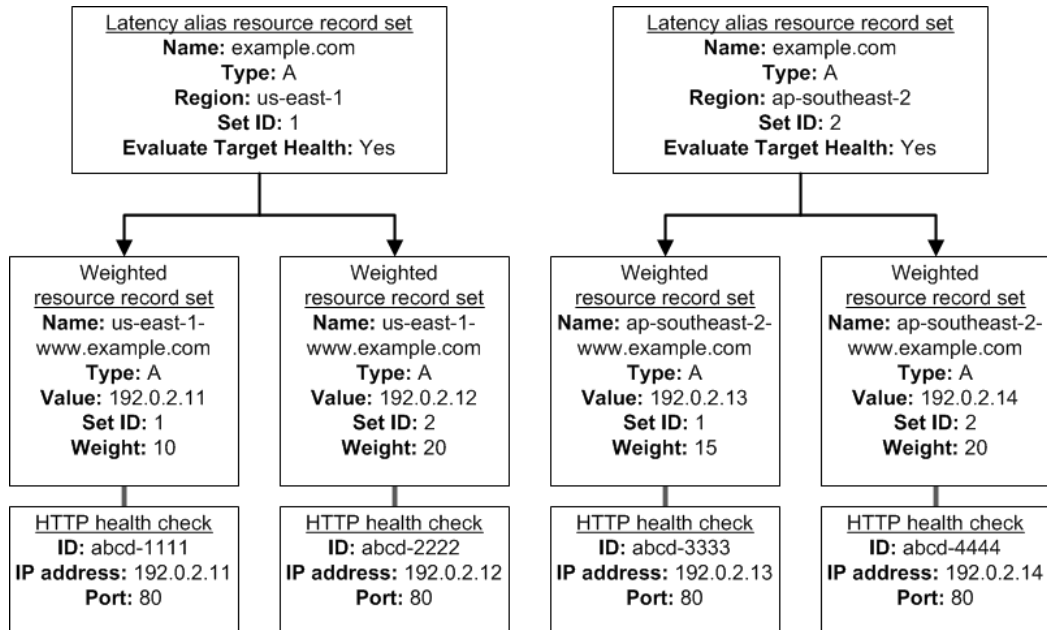 Latency alias resource record set
Name: example.com
Type: A
Region: us-east-1
Set ID: 1
Evaluate Target Health: Yes
Latency alias resource record set
Name: example.com
Type: A
Region: ap-southeast-2
Set ID: 2
Evaluate Target Health: Yes
Weighted
resource record set
Name: us-east-1-
www.example.com
Type: A
Value: 192.0.2.11
Set ID: 1
Weight: 10
Weighted
resource record set
Name: us-east-1-
www.example.com
Type: A
Value: 192.0.2.12
Set ID: 2
Weight: 20
Weighted
resource record set
Name: ap-southeast-2-
www.example.com
Type: A
Value: 192.0.2.13
Set ID: 1
Weight: 15
Weighted
resource record set
Name: ap-southeast-2-
www.example.com
Type: A
Value: 192.0.2.14
Set ID: 2
Weight: 20
HTTP health check
ID: abcd-1111
IP address: 192.0.2.11
Port: 80
HTTP health check
ID: abcd-2222
IP address: 192.0.2.12
Port: 80
HTTP health check
ID: abcd-3333
IP address: 192.0.2.13
Port: 80
HTTP health check
ID: abcd-4444
IP address: 192.0.2.14
Port: 80